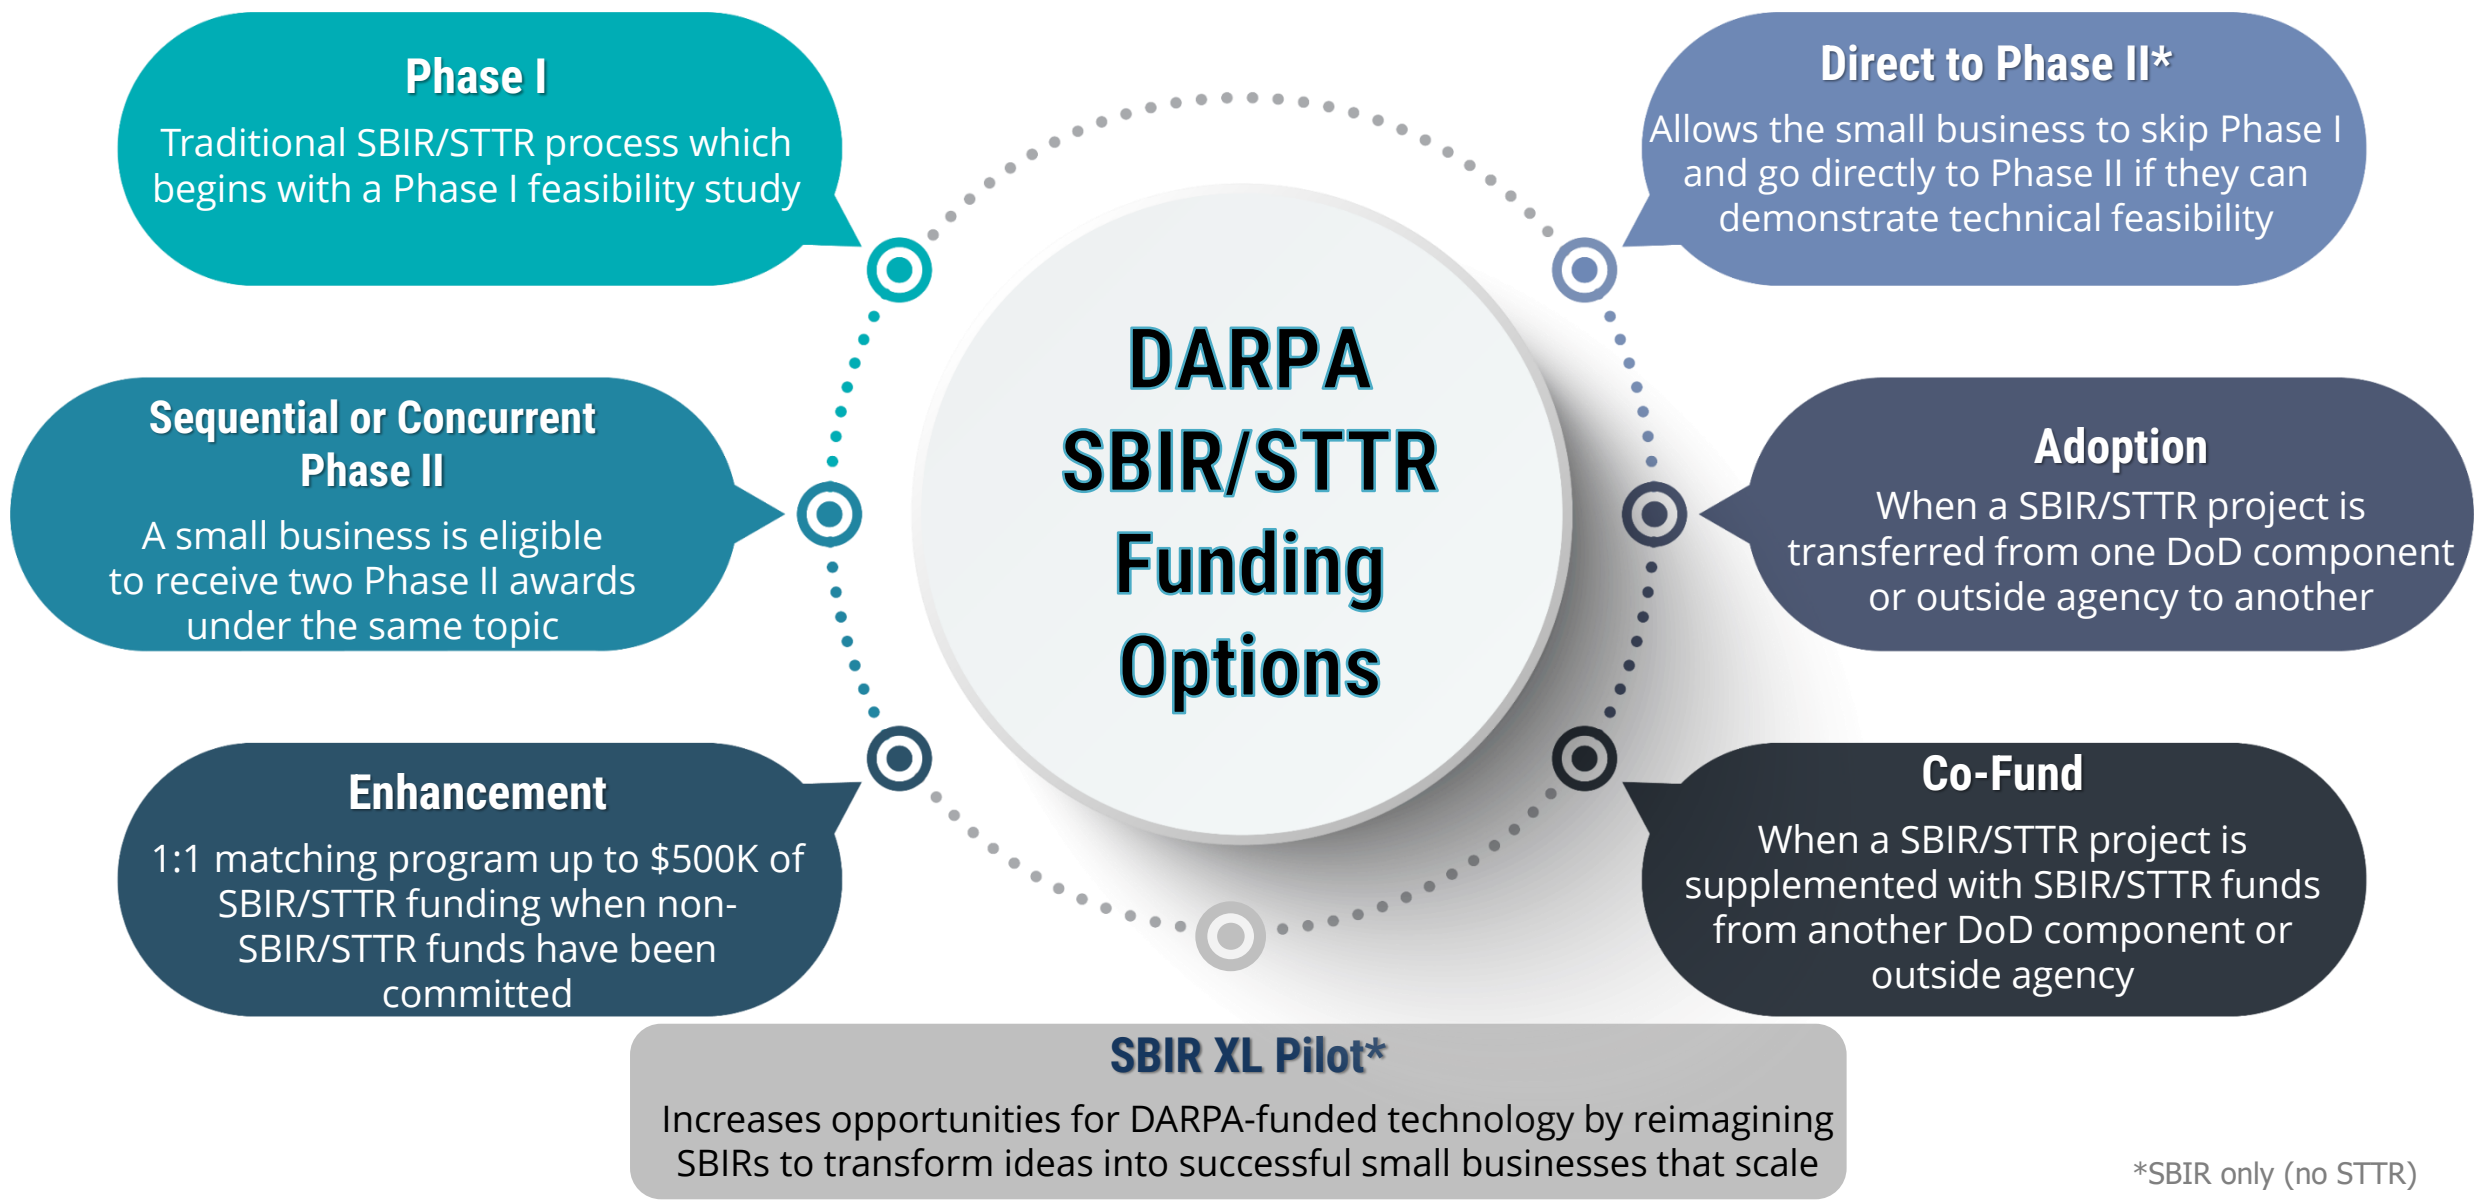 Phase I
Traditional SBIR/STTR process which
begins with a Phase I feasibility study
Direct to Phase II*
Allows the small business to skip Phase I
and go directly to Phase II if they can
demonstrate technical feasibility
DARPA
SBIR/STTR
Funding
Options
Sequential or Concurrent
Phase II
A small business is eligible
to receive two Phase II awards
under the same topic
Adoption
When a SBIR/STTR project is
transferred from one DoD component
or outside agency to another
Enhancement
1:1 matching program up to $500K of
SBIR/STTR funding when non-
SBIR/STTR funds have been
committed
Co-Fund
When a SBIR/STTR project is
supplemented with SBIR/STTR funds
from another DoD component or
outside agency
SBIR XL Pilot*
Increases opportunities for DARPA-funded technology by reimagining
SBIRs to transform ideas into successful small businesses that scale
*SBIR only (no STTR)